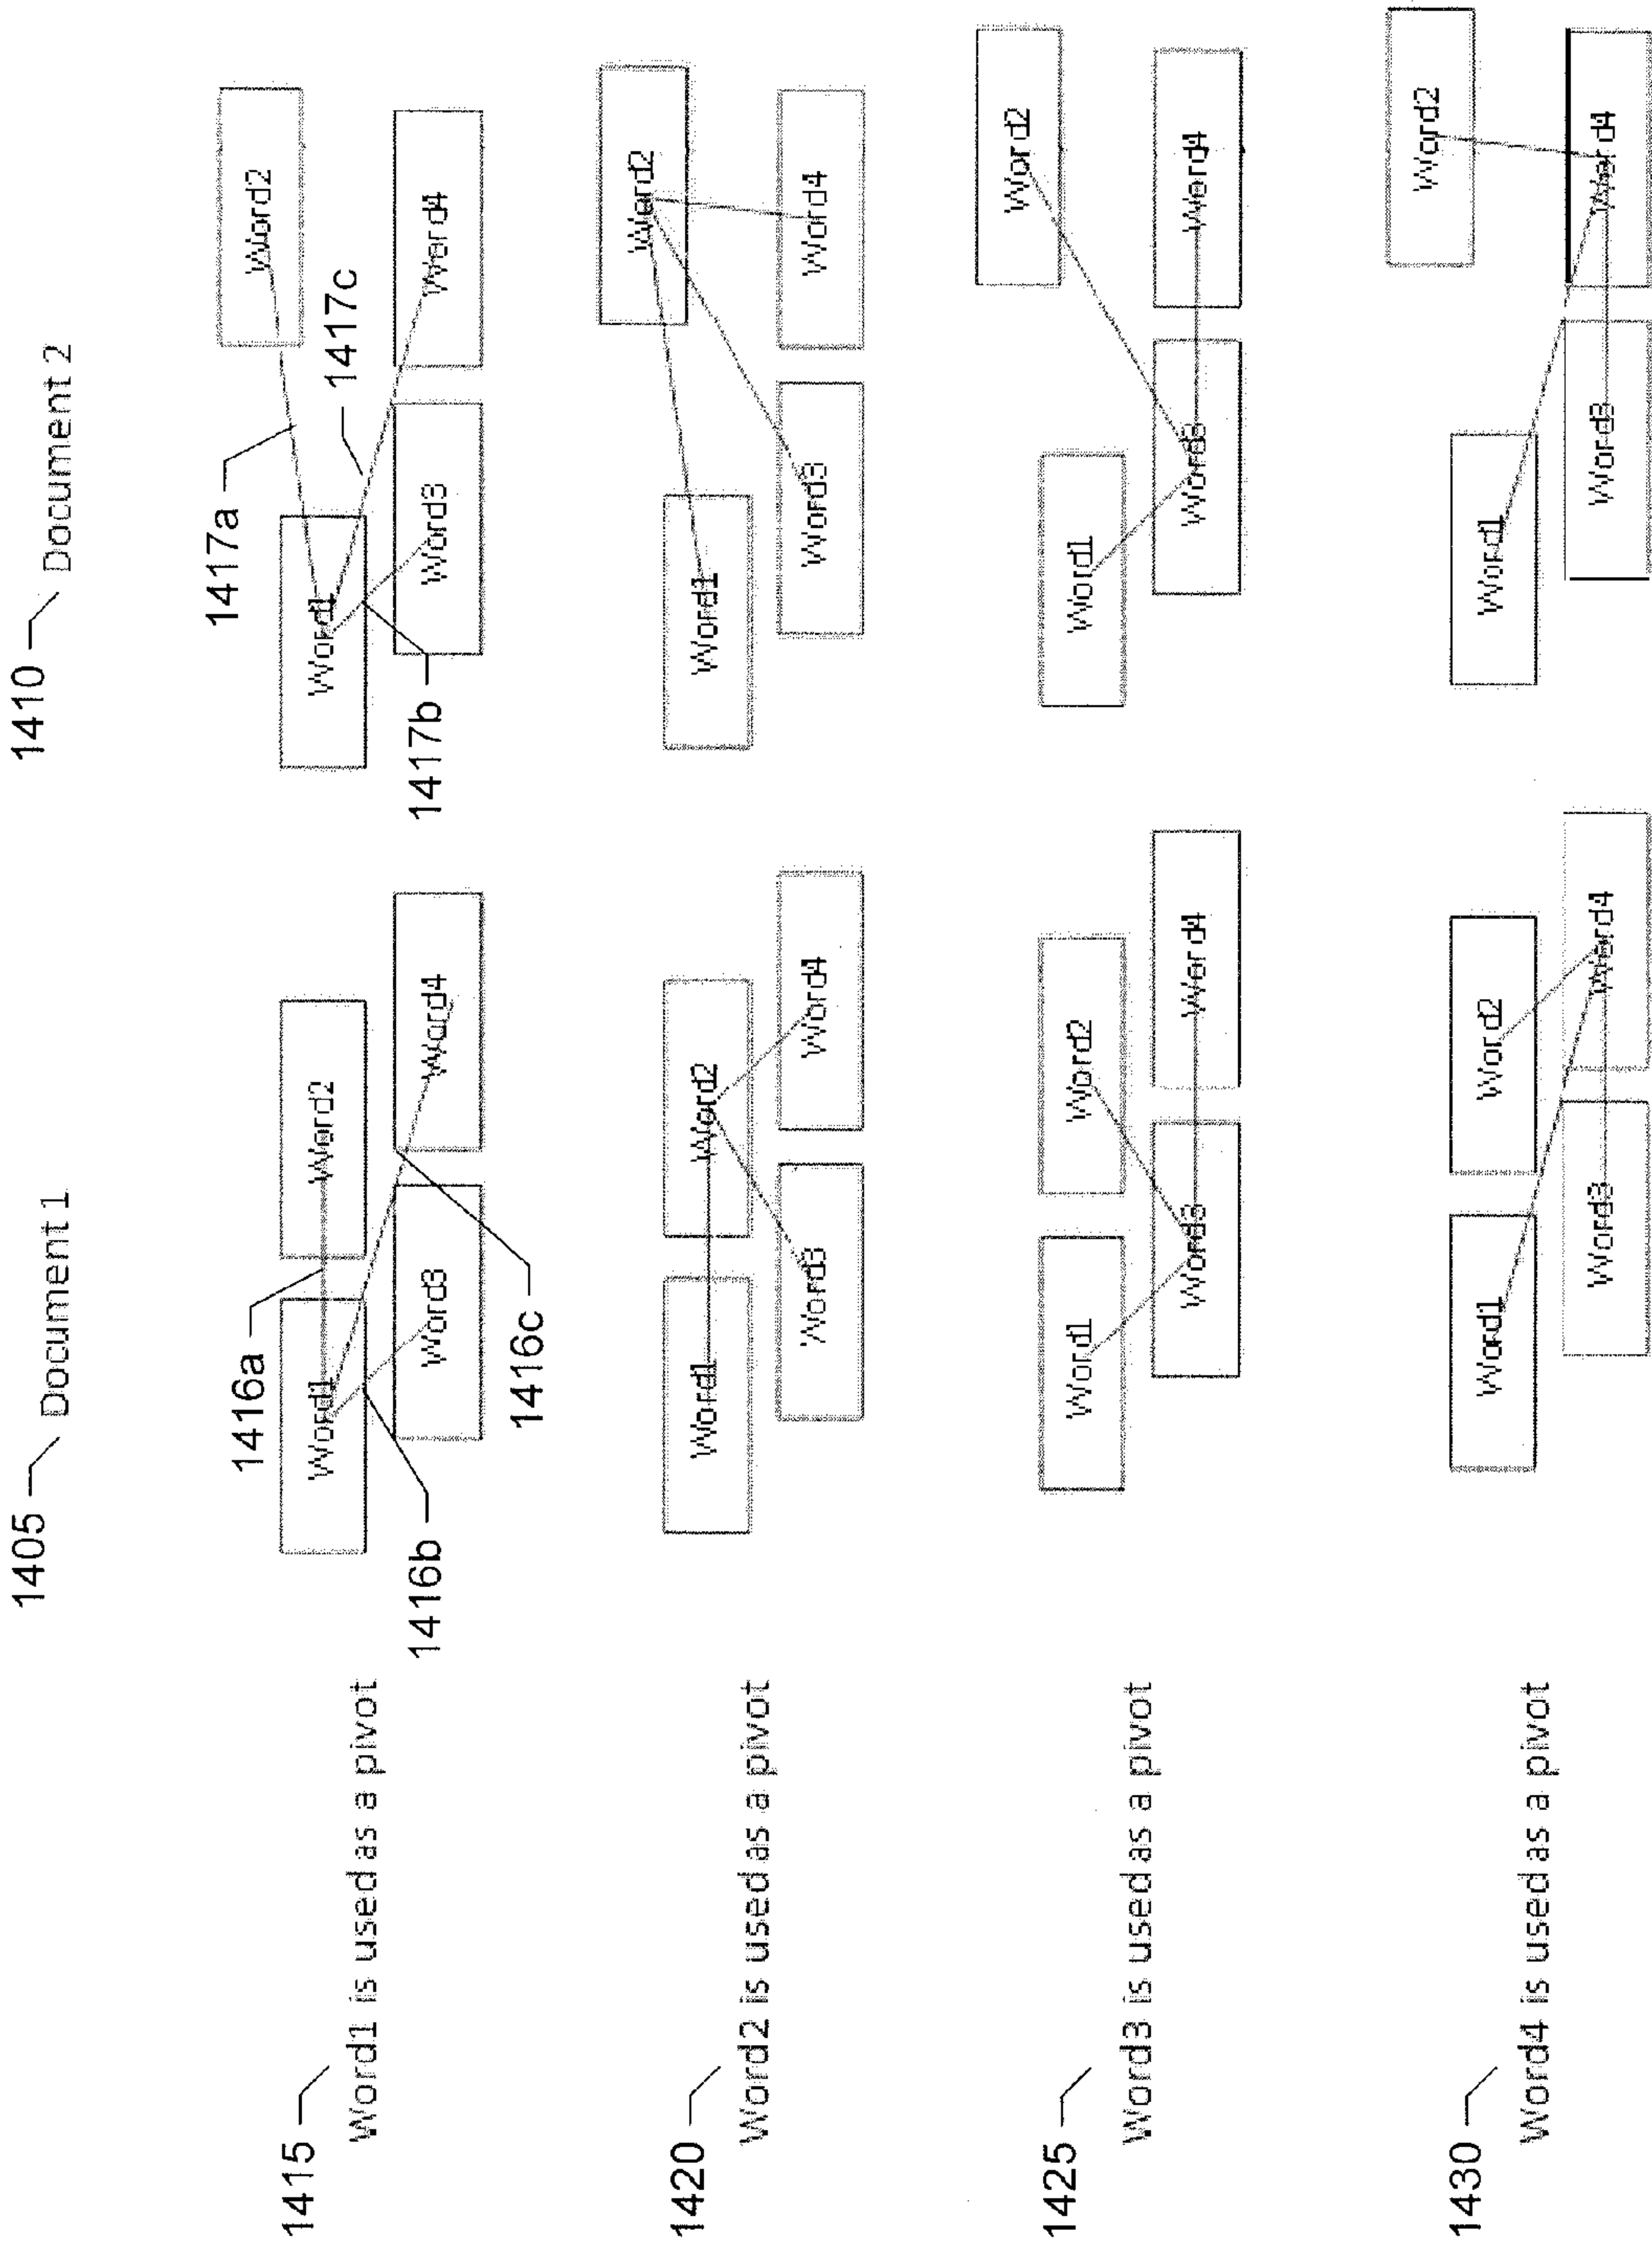 1405 Document 1
1410 Document 2
1415
Word1 is used as a pivot
1416a
Word1 Word2
Word3 Word4
1416b
1416c
1417a
Word1 Word2
1417c
Word3 Word4
1417b
1420
Word2 is used as a pivot
Word1 Word2
Word3 Word4
Word2
Word1
Word3 Word4
1425
Word3 is used as a pivot
Word1 Word2
Word3 Word4
Word2
Word1
Word3 Word4
1430
Word4 is used as a pivot
Word1 Word2
Word3 Word4
Word2
Word1
Word3 Word4